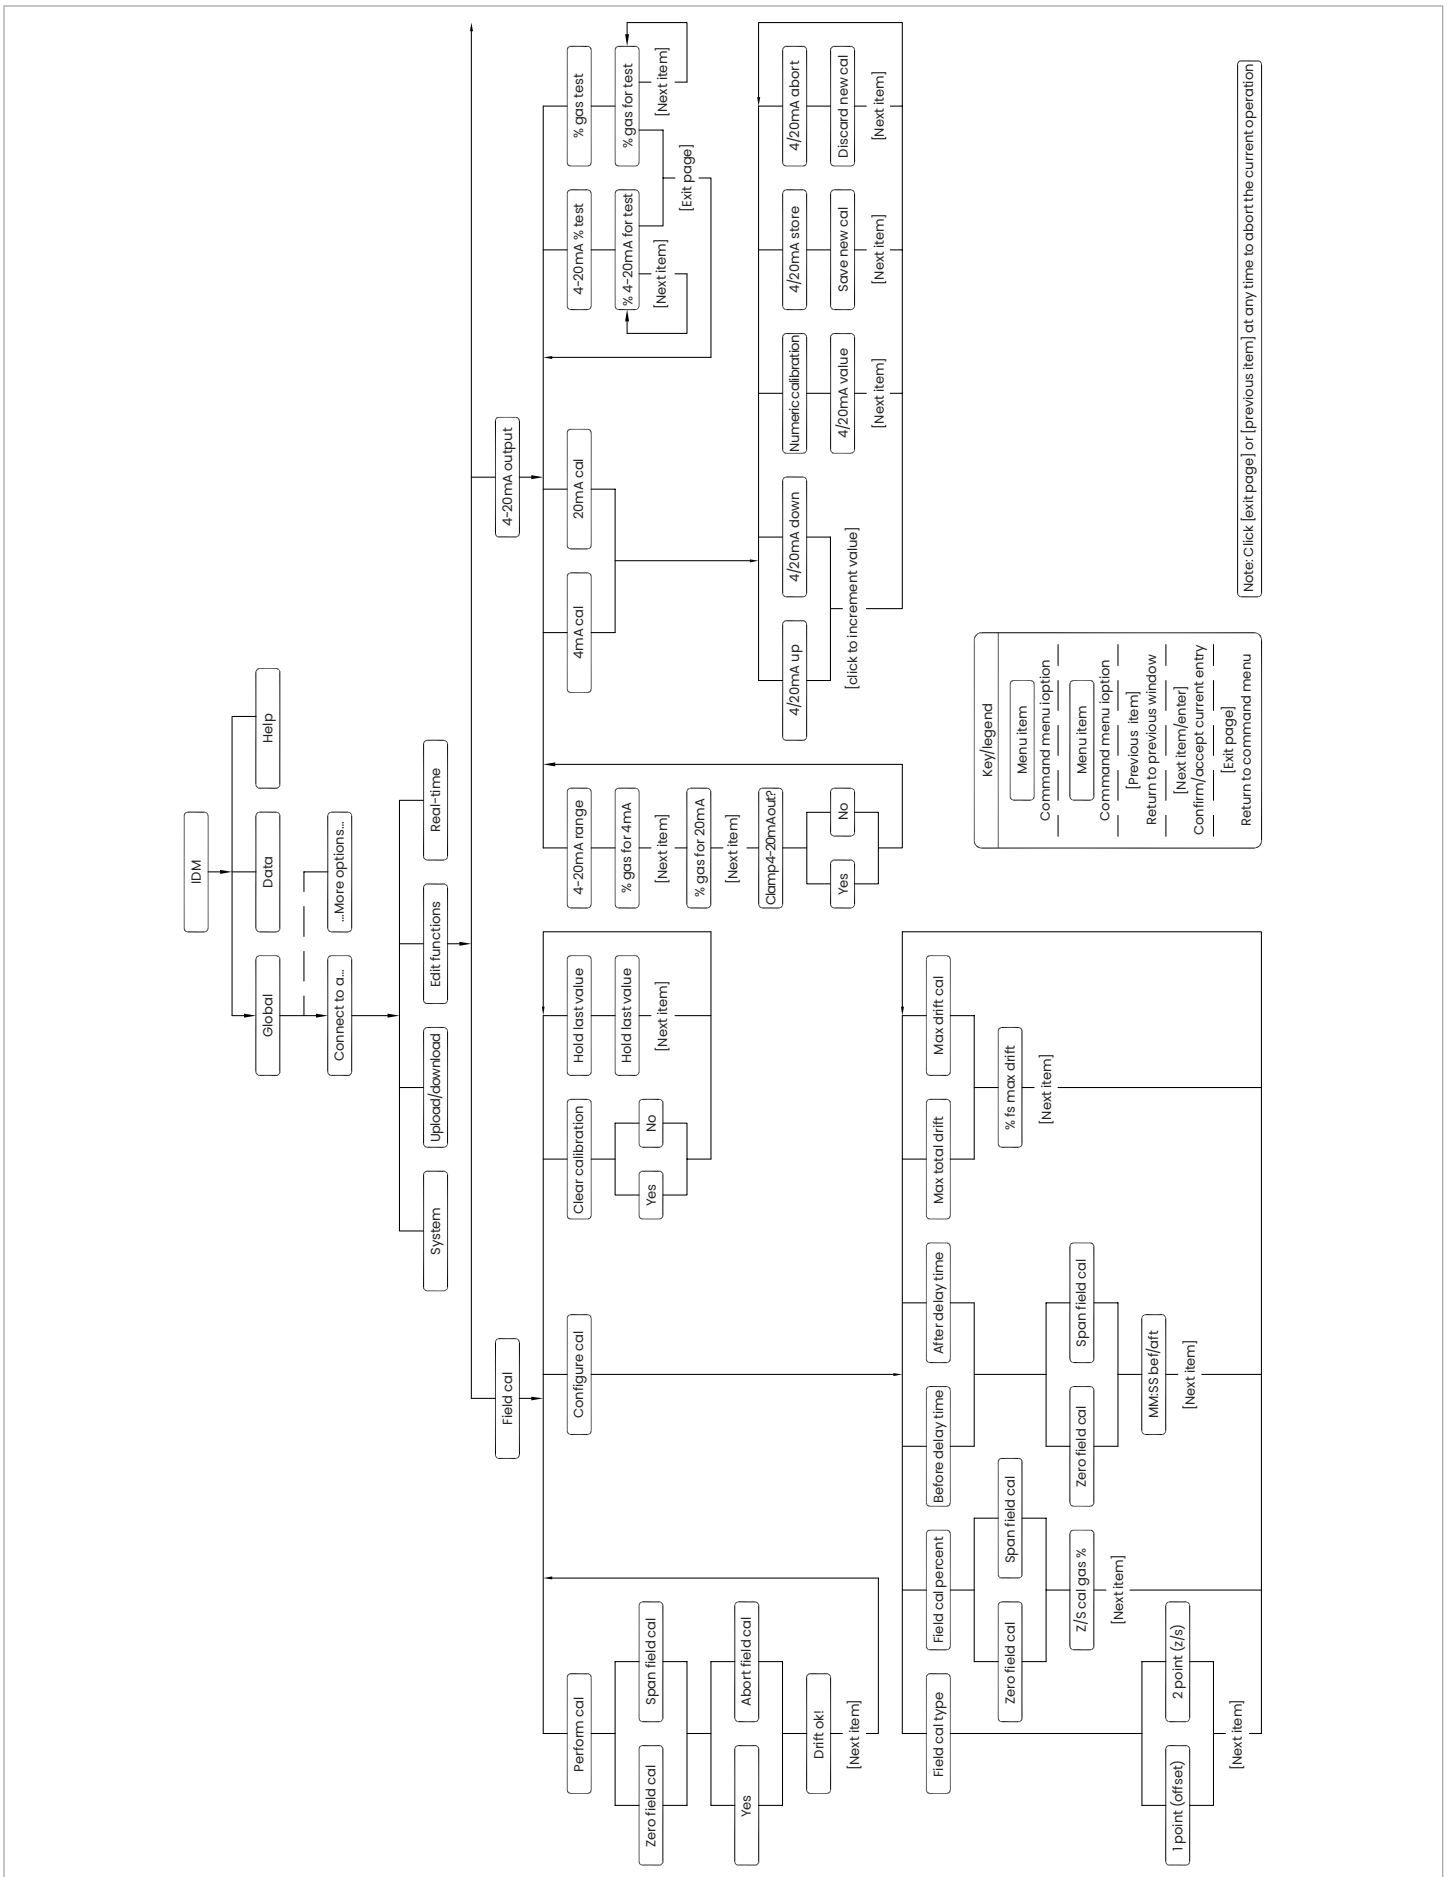 IDM
Global
Data
Help
Connect to a...
...More options...
System
Upload/download
Edit functions
Real-time
Field cal
4-20mA output
Perform cal
Configure cal
Clear calibration
Hold last value
4-20mA range
4mA cal
20mA cal
4-20mA % test
% gas test
Zero field cal
Span field cal
Yes
Abort field cal
Drift ok!
[Next item]
Yes
No
Hold last value
[Next item]
% gas for 4mA
[Next item]
% gas for 20mA
[Next item]
Clamp4-20mAout?
Yes
No
% 4-20mA for test
[Next item]
% gas for test
[Next item]
[Exit page]
4/20mA up
4/20mA down
Numeric calibration
4/20mA store
4/20mA abort
[click to increment value]
4/20mA value
Save new cal
Discard new cal
[Next item]
[Next item]
[Next item]
Field cal type
Field cal percent
Before delay time
After delay time
Max total drift
Max drift cal
Zero field cal
Span field cal
Z/S cal gas %
[Next item]
Zero field cal
Span field cal
MM:SS bef/aft
[Next item]
% fs max drift
[Next item]
1 point (offset)
2 point (z/s)
[Next item]
Key/legend
Menu item
Command menu ioption
Menu item
Command menu ioption
[Previous item]
Return to previous window
[Next item/enter]
Confirm/accept current entry
[Exit page]
Return to command menu
Note: Click [exit page] or [previous item] at any time to abort the current operation